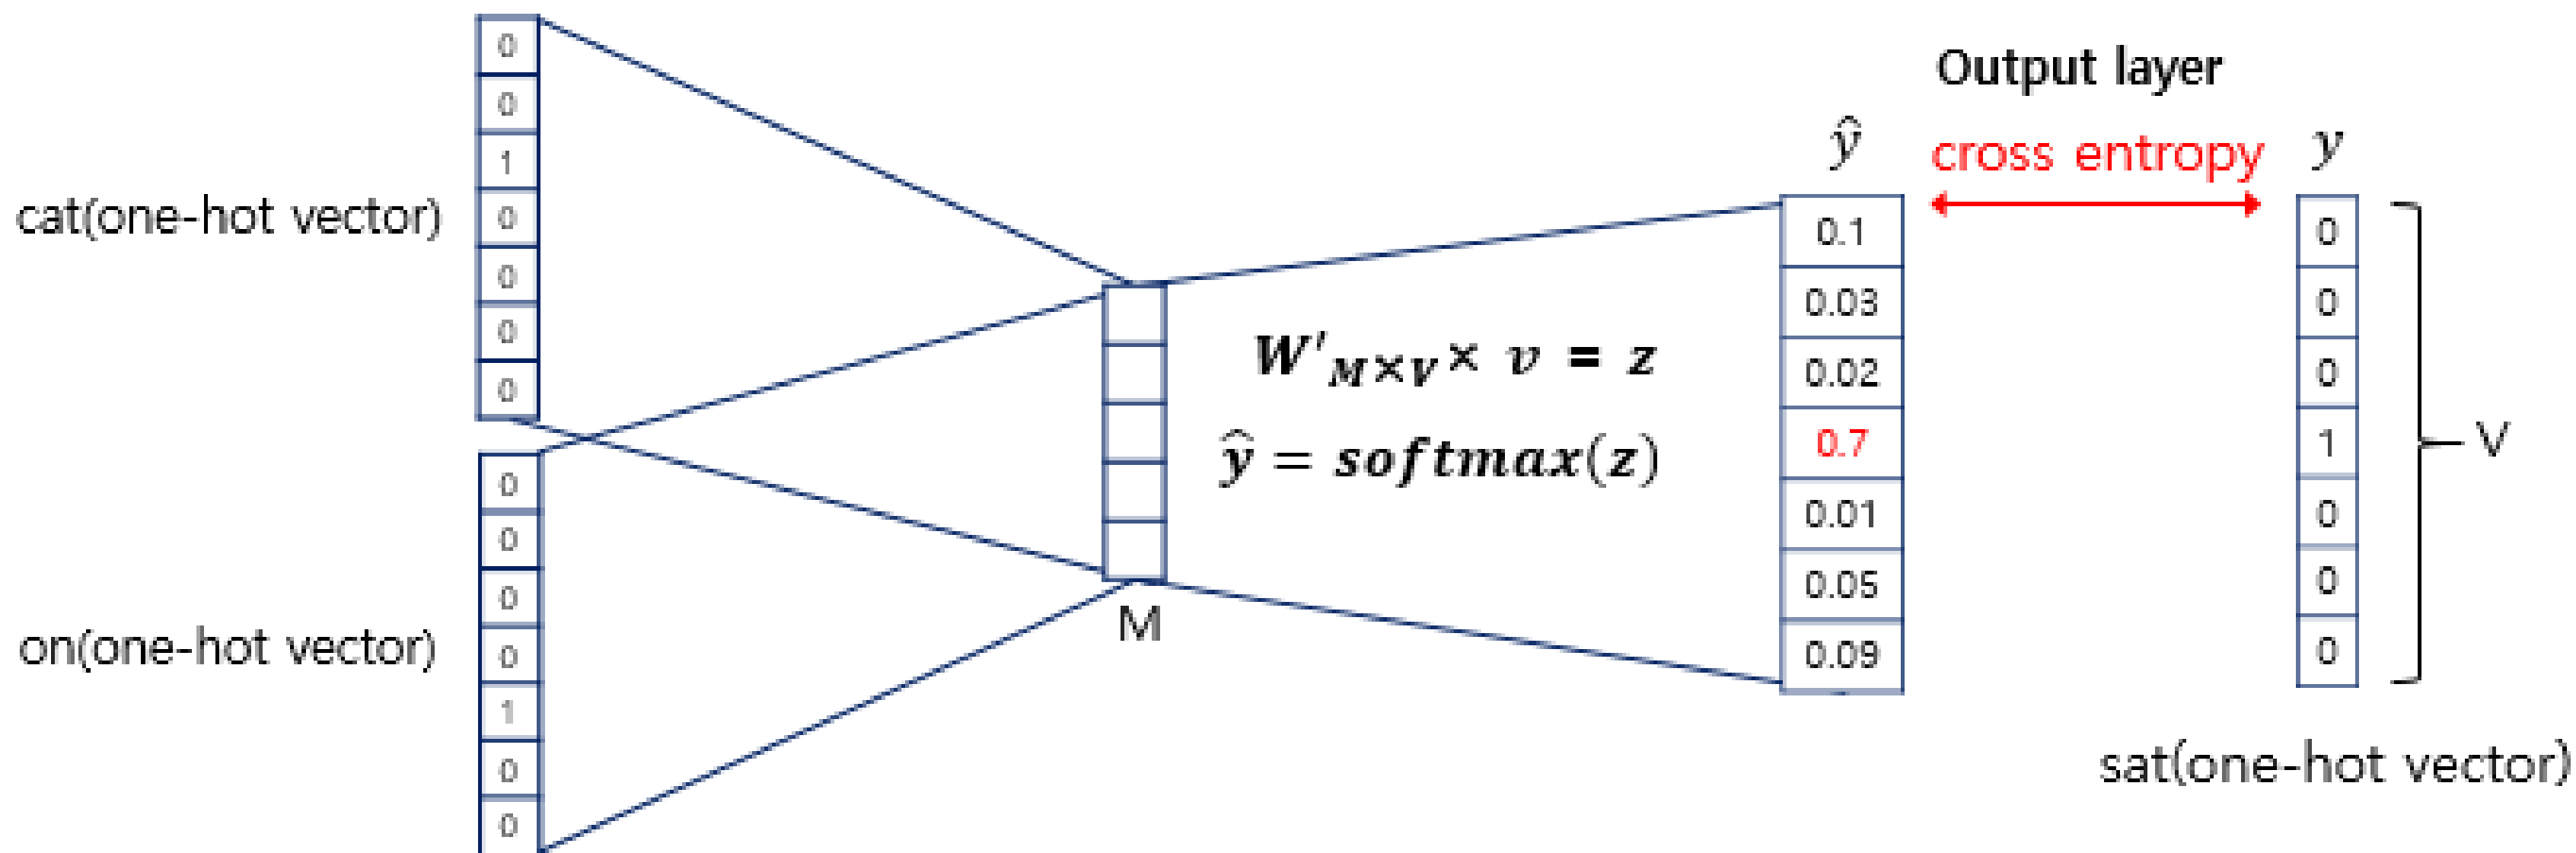 cat(one-hot vector)
0
0
1
0
0
0
0
on(one-hot vector)
0
0
0
0
1
0
0
M
W'M×V × v = z
ŷ = softmax(z)
Output layer
ŷ
cross entropy
y
0.1
0.03
0.02
0.7
0.01
0.05
0.09
0
0
0
1
0
0
0
V
sat(one-hot vector)